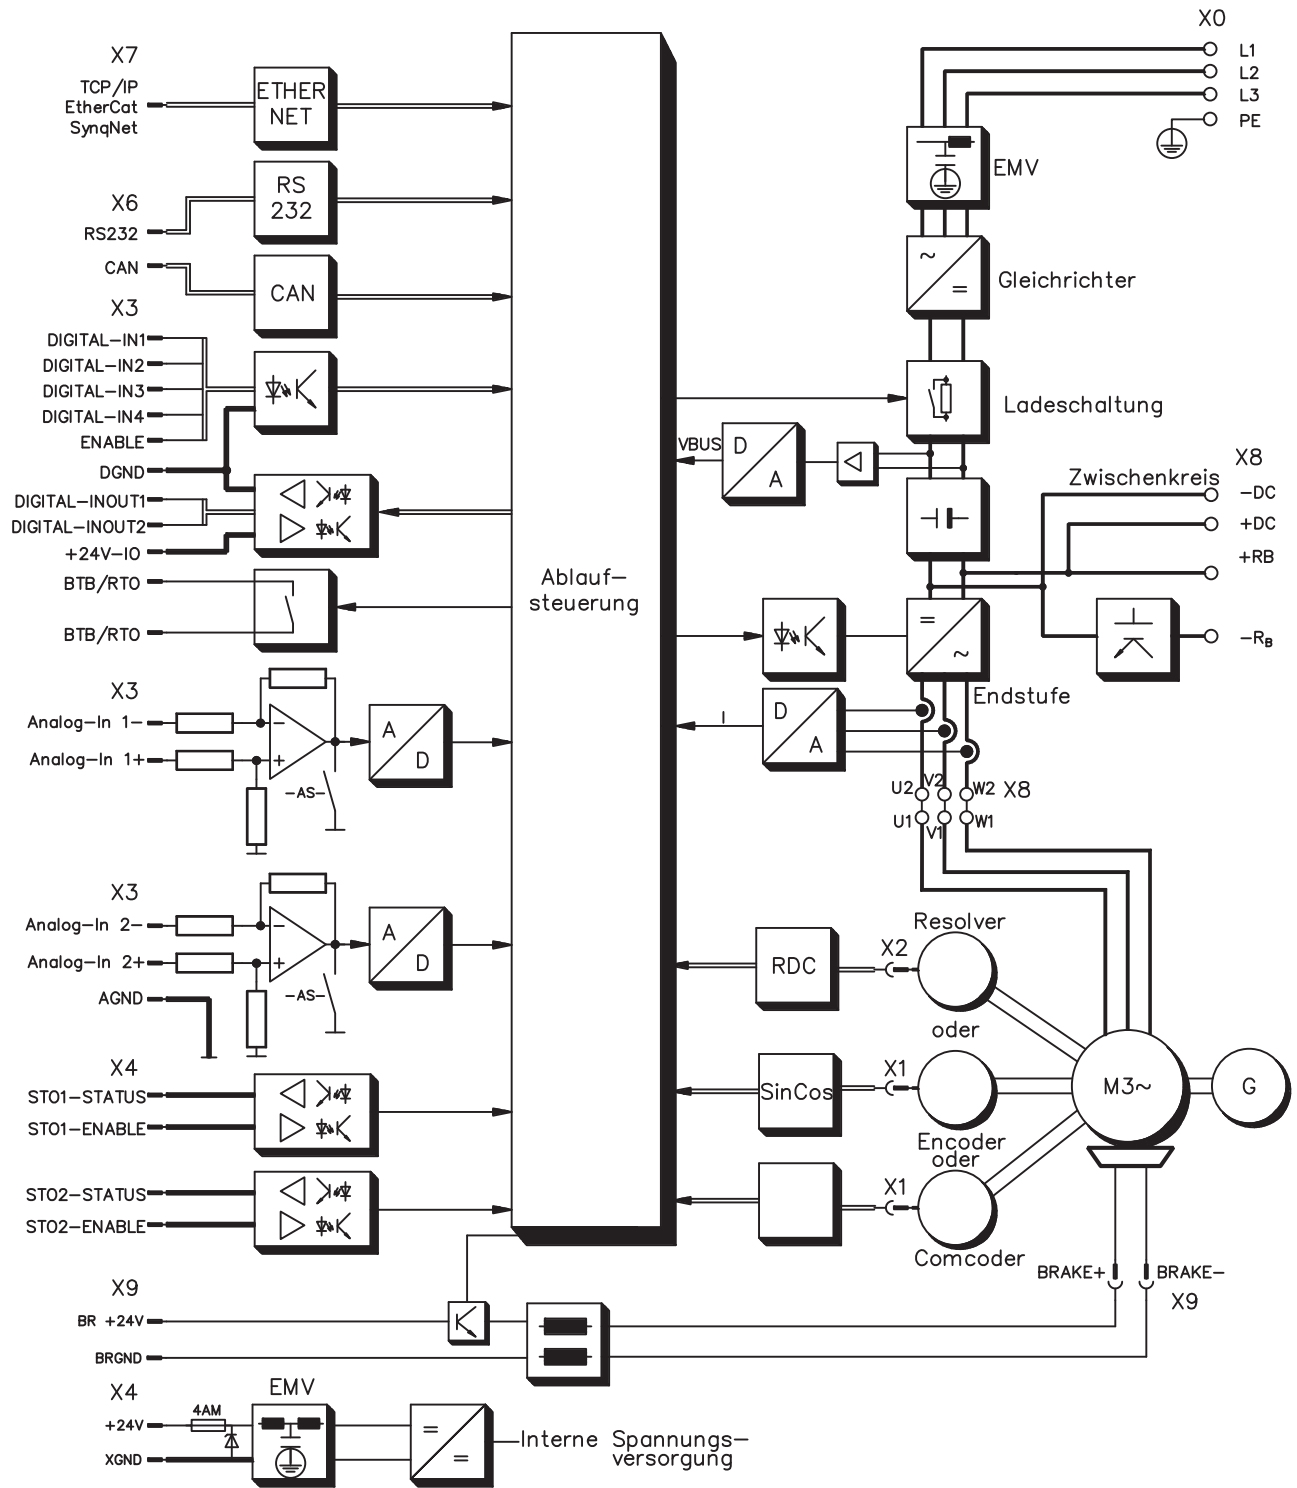 X7
TCP/IP
EtherCat
SynqNet
ETHER
NET
X6
RS232
RS
232
CAN
CAN
X3
DIGITAL-IN1
DIGITAL-IN2
DIGITAL-IN3
DIGITAL-IN4
ENABLE
DGND
DIGITAL-INOUT1
DIGITAL-INOUT2
+24V-IO
BTB/RTO
BTB/RTO
X3
Analog-In 1-
Analog-In 1+
-
+
-AS-
A
D
X3
Analog-In 2-
Analog-In 2+
AGND
-
+
-AS-
A
D
X4
STO1-STATUS
STO1-ENABLE
STO2-STATUS
STO2-ENABLE
X9
BR +24V
BRGND
X4
+24V
XGND
4AM
EMV
=
=
Interne Spannungs-
versorgung
Ablauf-
steuerung
X0
L1
L2
L3
PE
EMV
~
=
Gleichrichter
Ladeschaltung
VBUS
D
A
Zwischenkreis
X8
-DC
+DC
+RB
-RB
=
~
Endstufe
I
D
A
U2
V2
W2
X8
U1
V1
W1
Resolver
X2
RDC
oder
X1
SinCos
Encoder
oder
X1
Comcoder
M3~
G
BRAKE+
BRAKE-
X9